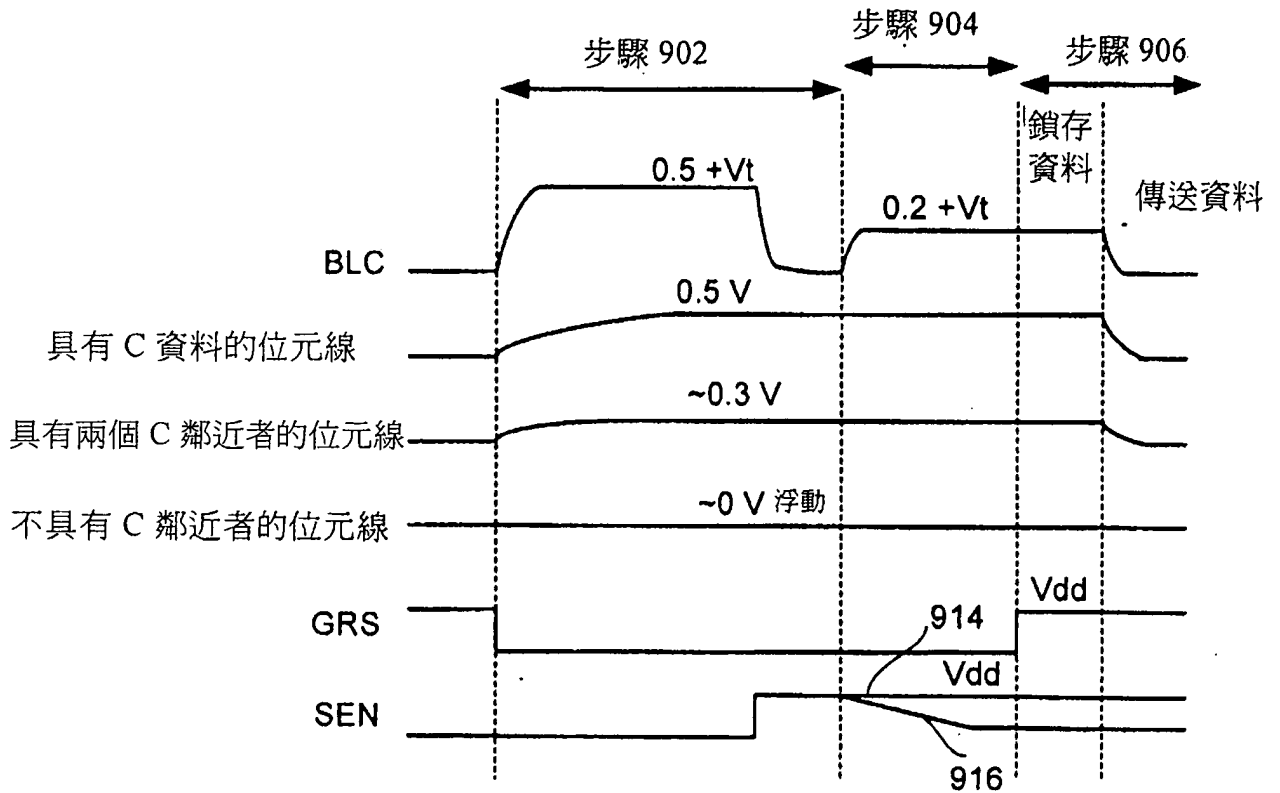 步驟 902
步驟 904
步驟 906
鎖存
資料
傳送資料
BLC
0.5 +Vt
0.2 +Vt
具有 C 資料的位元線
0.5 V
具有兩個 C 鄰近者的位元線
~0.3 V
不具有 C 鄰近者的位元線
~0 V 浮動
GRS
Vdd
914
SEN
Vdd
916